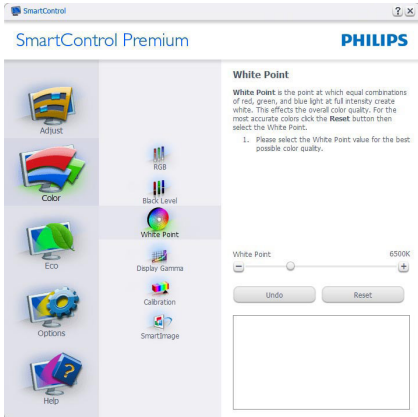 SmartControl
SmartControl Premium
PHILIPS
Adjust
Color
Eco
Options
Help
RGB
Black Level
White Point
Display Gamma
Calibration
SmartImage
White Point
White Point is the point at which equal combinations
of red, green, and blue light at full intensity create
white. This effects the overall color quality. For the
most accurate colors click the Reset button then
select the White Point.
1. Please select the White Point value for the best
possible color quality.
White Point 6500K
Undo Reset